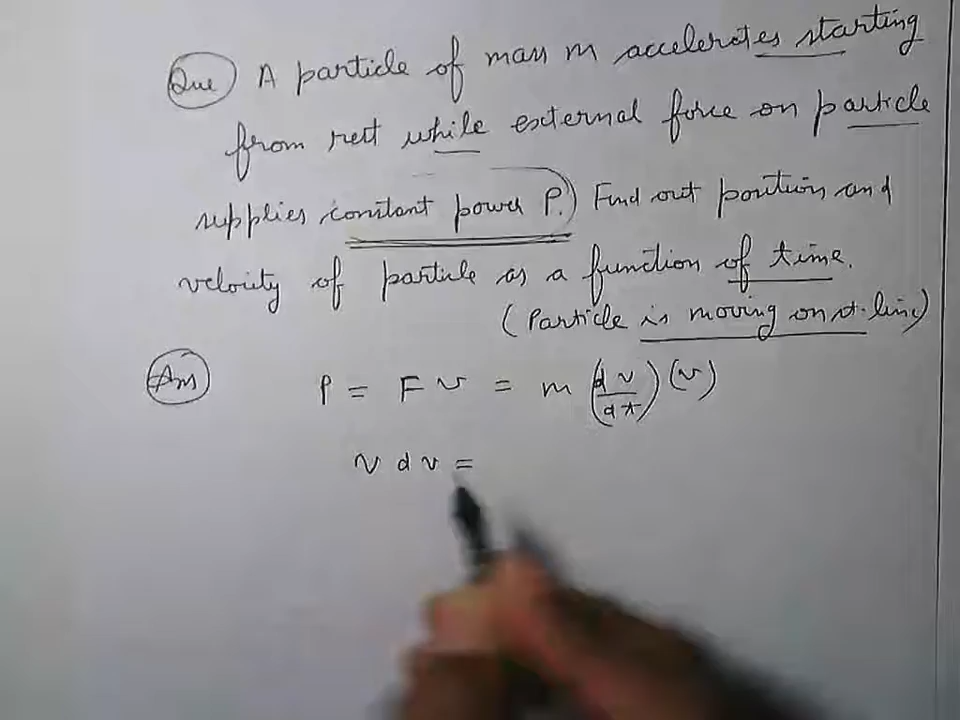 Que A particle of mass m accelerates starting
from rest while external force on particle
supplies constant power P. Find out position and
velocity of particle as a function of time.
(Particle is moving on st. line)
Ans P = F v = m (dv/dt) (v)
v dv =